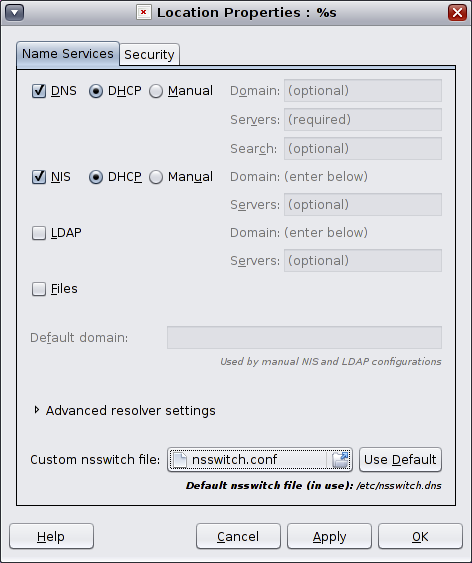 Location Properties : %s
Name Services Security
DNS DHCP Manual Domain: (optional)
Servers: (required)
Search: (optional)
NIS DHCP Manual Domain: (enter below)
Servers: (optional)
LDAP Domain: (enter below)
Servers: (optional)
Files
Default domain:
Used by manual NIS and LDAP configurations
Advanced resolver settings
Custom nsswitch file: nsswitch.conf Use Default
Default nsswitch file (in use): /etc/nsswitch.dns
Help Cancel Apply OK